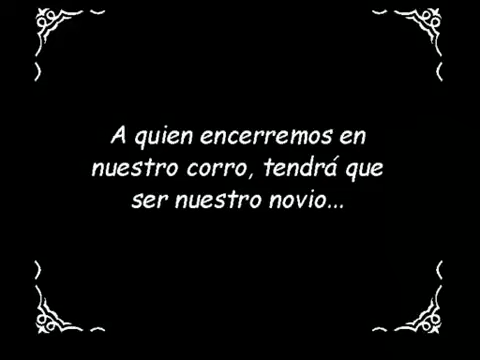 A quien encerremos en
nuestro corro, tendrá que
ser nuestro novio...